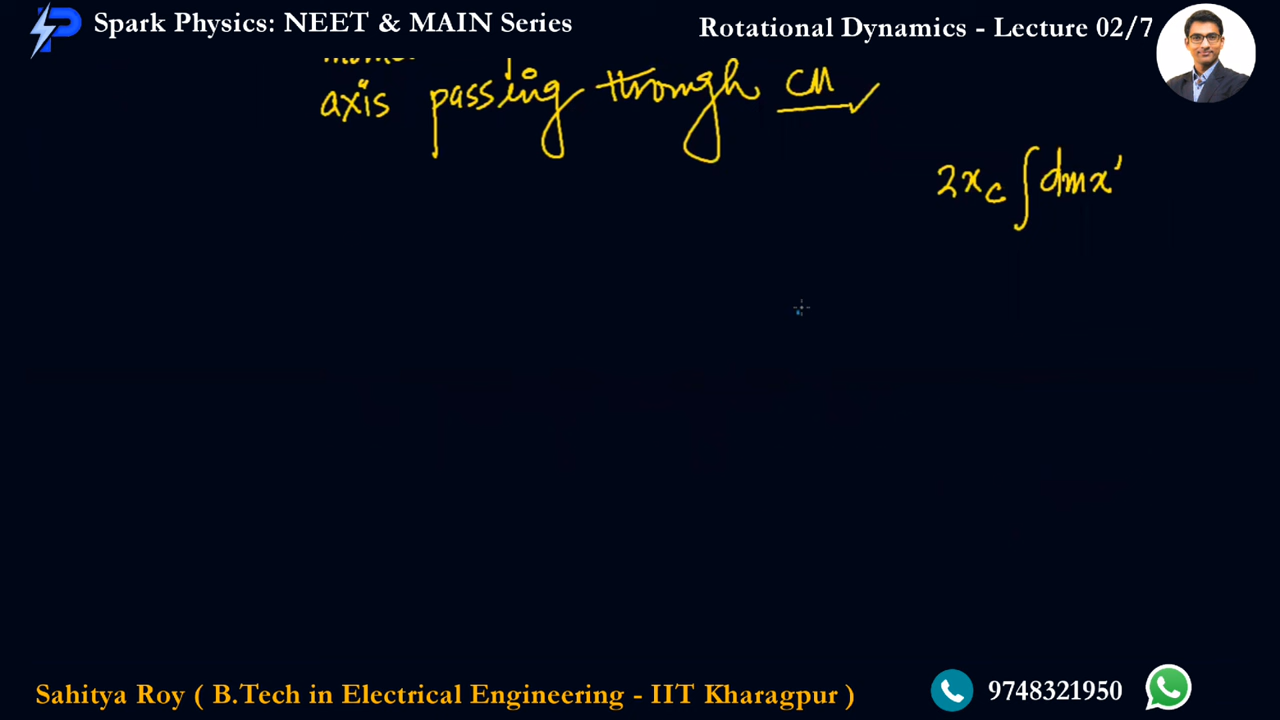 Spark Physics: NEET & MAIN Series
Rotational Dynamics - Lecture 02/7
axis passing through CM
2x_c ∫dmx'
Sahitya Roy ( B.Tech in Electrical Engineering - IIT Kharagpur )
9748321950